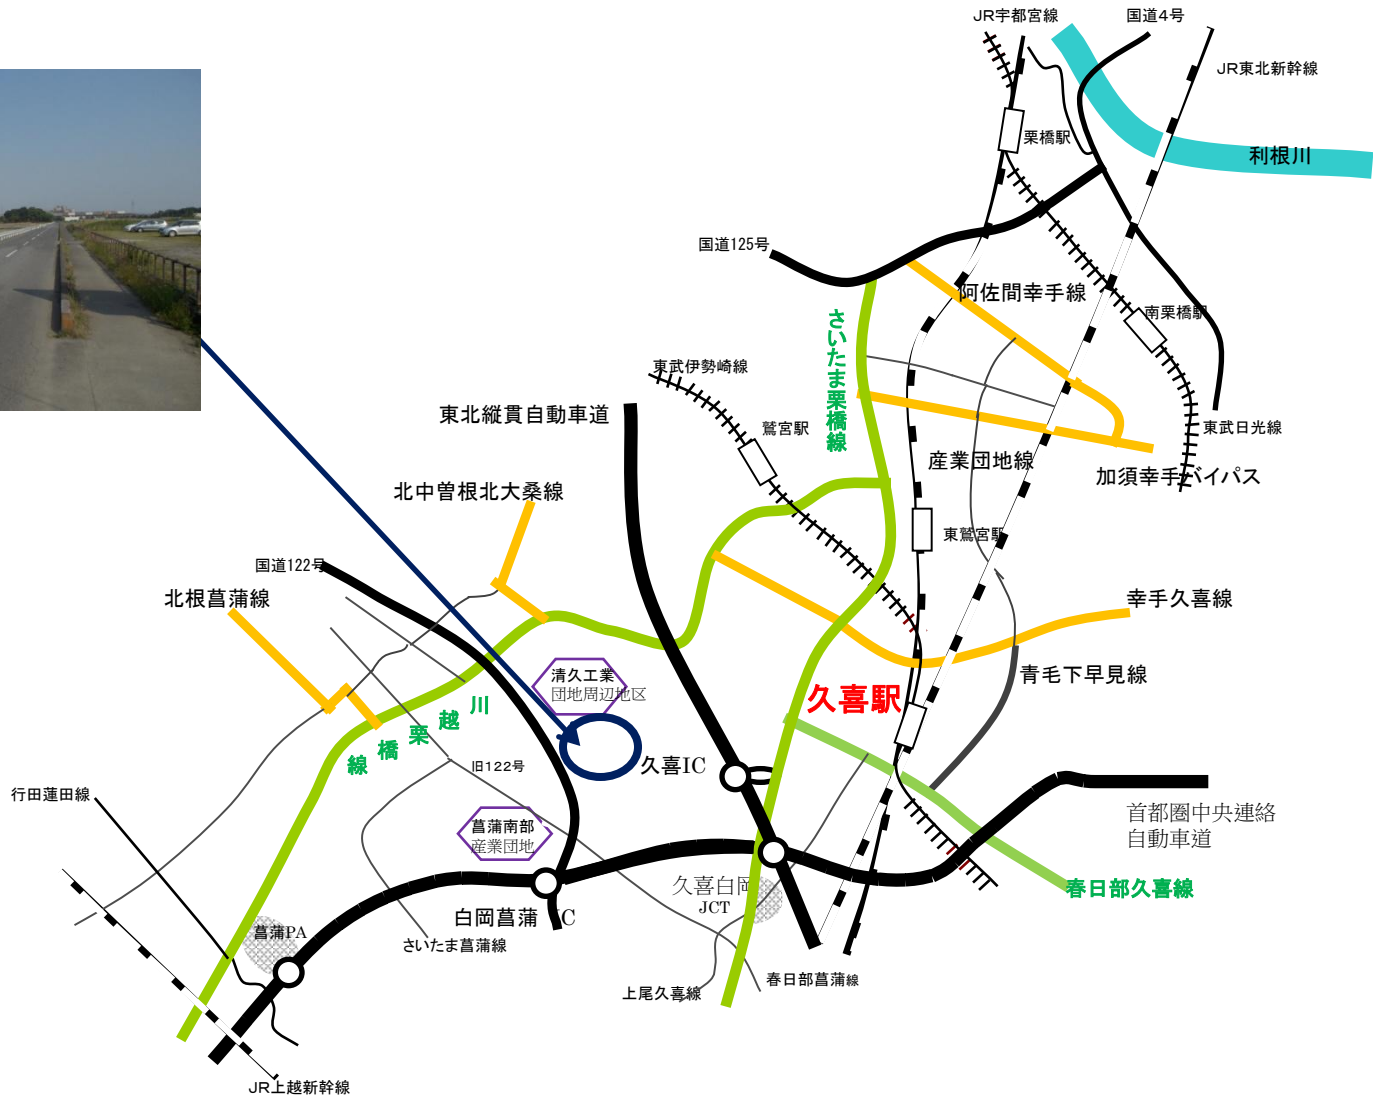 JR宇都宮線
国道4号
JR東北新幹線
栗橋駅
利根川
国道125号
阿佐間幸手線
南栗橋駅
さいたま栗橋線
東武伊勢崎線
東北縦貫自動車道
鷲宮駅
東武日光線
産業団地線
加須幸手バイパス
北中曽根北大桑線
東鷲宮駅
国道122号
北根菖蒲線
幸手久喜線
清久工業
団地周辺地区
青毛下早見線
久喜駅
川越栗橋線
旧122号
久喜IC
行田蓮田線
首都圏中央連絡
自動車道
菖蒲南部
産業団地
久喜白岡
JCT
春日部久喜線
白岡菖蒲IC
菖蒲PA
さいたま菖蒲線
春日部菖蒲線
上尾久喜線
JR上越新幹線